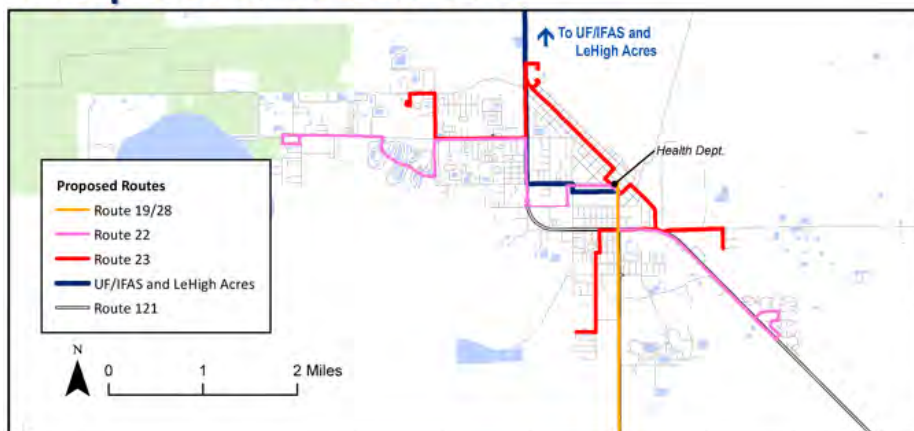 To UF/IFAS and
LeHigh Acres
Health Dept.
Proposed Routes
Route 19/28
Route 22
Route 23
UF/IFAS and LeHigh Acres
Route 121
N
0 1 2 Miles